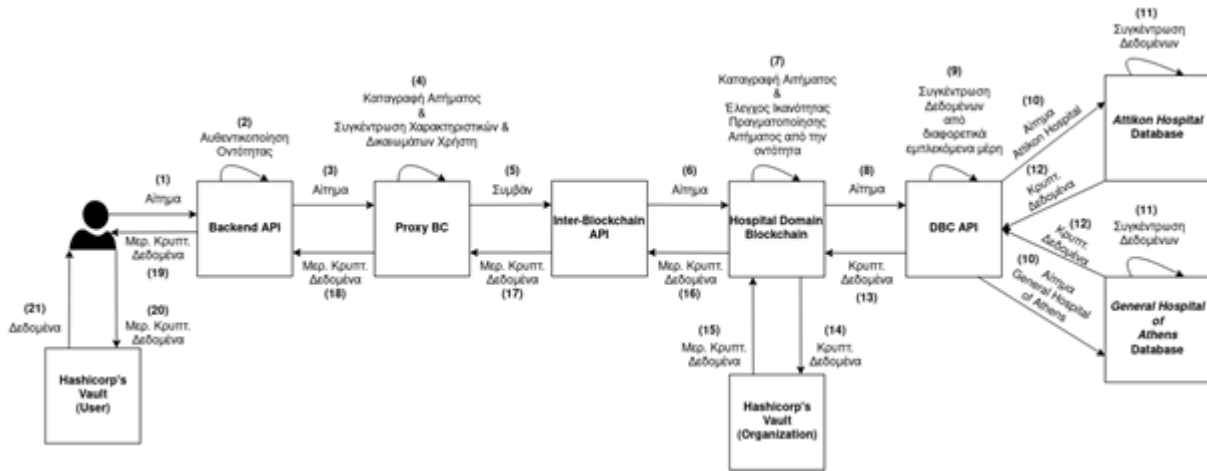 (1)
Αίτημα
(2)
Αυθεντικοποίηση
Οντότητας
(3)
Αίτημα
(4)
Καταγραφή Αιτήματος
&
Συγκέντρωση Χαρακτηριστικών &
Δικαιωμάτων Χρήστη
(5)
Συμβάν
(6)
Αίτημα
(7)
Καταγραφή Αιτήματος
&
Έλεγχος Ικανότητας
Πραγματοποίησης
Αιτήματος από την
οντότητα
(8)
Αίτημα
(9)
Συγκέντρωση
Δεδομένων
από
διαφορετικά
εμπλεκόμενα μέρη
(10)
Αίτημα
Attikon Hospital
(11)
Συγκέντρωση
Δεδομένων
Attikon Hospital
Database
(12)
Κρυπτ.
Δεδομένα
Backend API
Proxy BC
Inter-Blockchain
API
Hospital Domain
Blockchain
DBC API
(12)
Κρυπτ.
Δεδομένα
(11)
Συγκέντρωση
Δεδομένων
(10)
Αίτημα
General Hospital
of Athens
General Hospital
of
Athens
Database
Μερ. Κρυπτ.
Δεδομένα
(19)
Μερ. Κρυπτ.
Δεδομένα
(18)
Μερ. Κρυπτ.
Δεδομένα
(17)
Μερ. Κρυπτ.
Δεδομένα
(16)
Κρυπτ.
Δεδομένα
(13)
(21)
Δεδομένα
(20)
Μερ. Κρυπτ.
Δεδομένα
(15)
Μερ. Κρυπτ.
Δεδομένα
(14)
Κρυπτ.
Δεδομένα
Hashicorp's
Vault
(User)
Hashicorp's
Vault
(Organization)